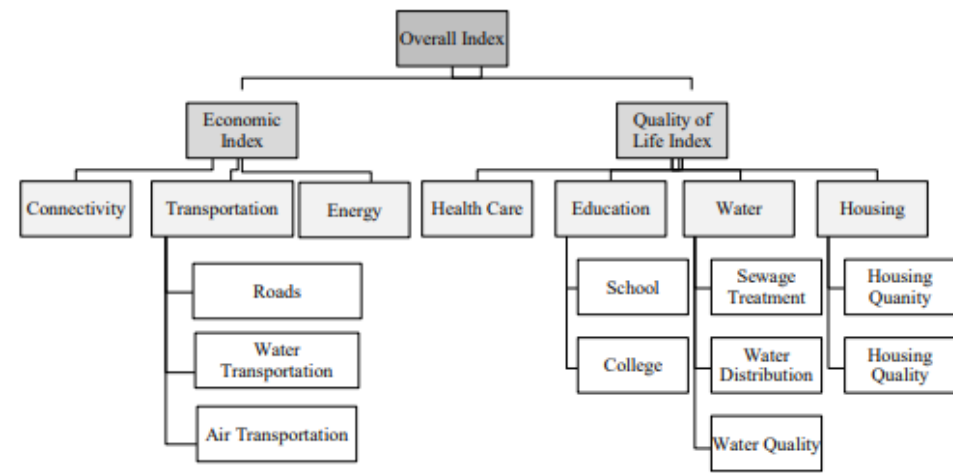 Overall Index
Economic
Index
Quality of
Life Index
Connectivity
Transportation
Energy
Health Care
Education
Water
Housing
Roads
Water
Transportation
Air Transportation
School
College
Sewage
Treatment
Water
Distribution
Water Quality
Housing
Quanity
Housing
Quality